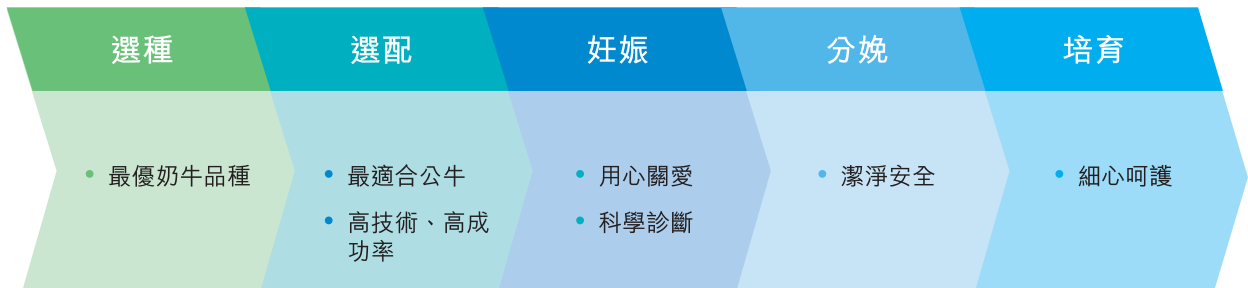 選種
選配
妊娠
分娩
培育
最優奶牛品種
最適合公牛
高技術、高成
功率
用心關愛
科學診斷
潔淨安全
細心呵護